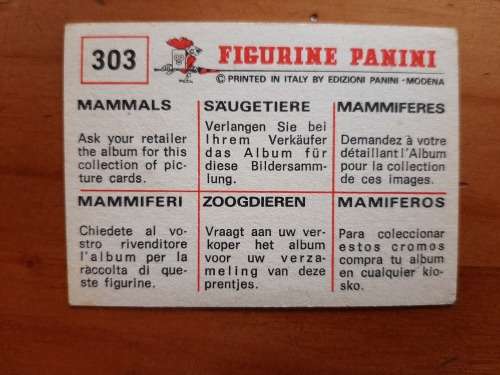 303
FIGURINE PANINI
© PRINTED IN ITALY BY EDIZIONI PANINI - MODENA
MAMMALS
Ask your retailer
the album for this
collection of pic-
ture cards.
SÄUGETIERE
Verlangen Sie bei
Ihrem Verkäufer
das Album für
diese Bildersamm-
lung.
MAMMIFERES
Demandez à votre
détaillant l'Album
pour la collection
de ces images.
MAMMIFERI
Chiedete al vo-
stro rivenditore
l'album per la
raccolta di que-
ste figurine.
ZOOGDIEREN
Vraagt aan uw ver-
koper het album
voor uw verza-
meling van deze
prentjes.
MAMIFEROS
Para coleccionar
estos cromos
compra tu album
en cualquier kio-
sko.